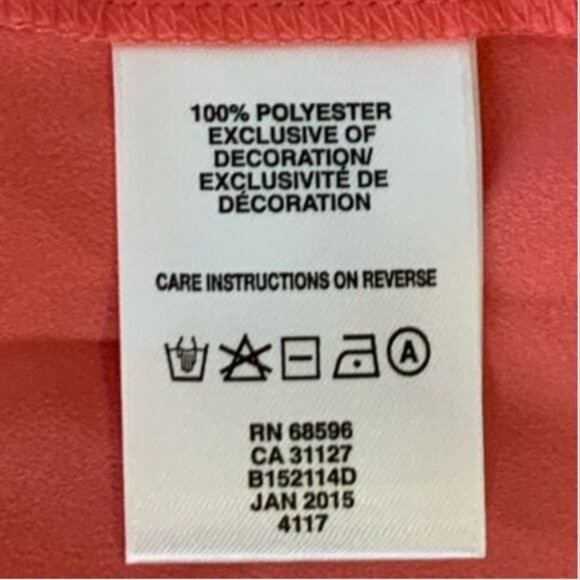 100% POLYESTER
EXCLUSIVE OF
DECORATION/
EXCLUSIVITÉ DE
DÉCORATION
CARE INSTRUCTIONS ON REVERSE
A
RN 68596
CA 31127
B152114D
JAN 2015
4117